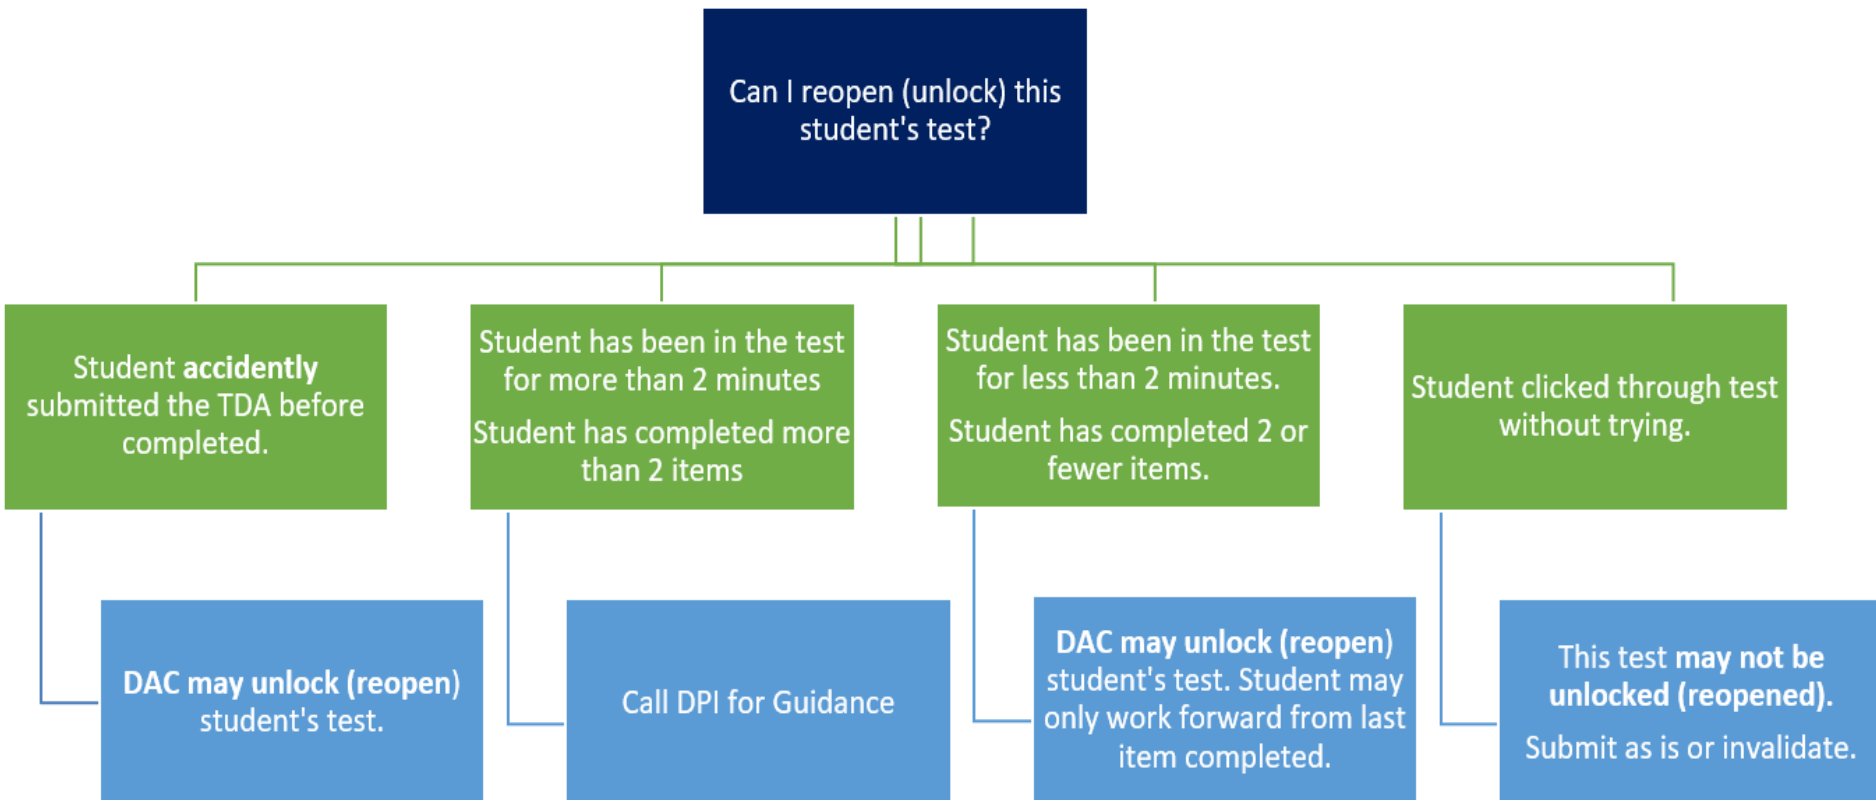 Can I reopen (unlock) this
student's test?
Student accidently
submitted the TDA before
completed.
Student has been in the test
for more than 2 minutes
Student has completed more
than 2 items
Student has been in the test
for less than 2 minutes.
Student has completed 2 or
fewer items.
Student clicked through test
without trying.
DAC may unlock (reopen)
student's test.
Call DPI for Guidance
DAC may unlock (reopen)
student's test. Student may
only work forward from last
item completed.
This test may not be
unlocked (reopened).
Submit as is or invalidate.